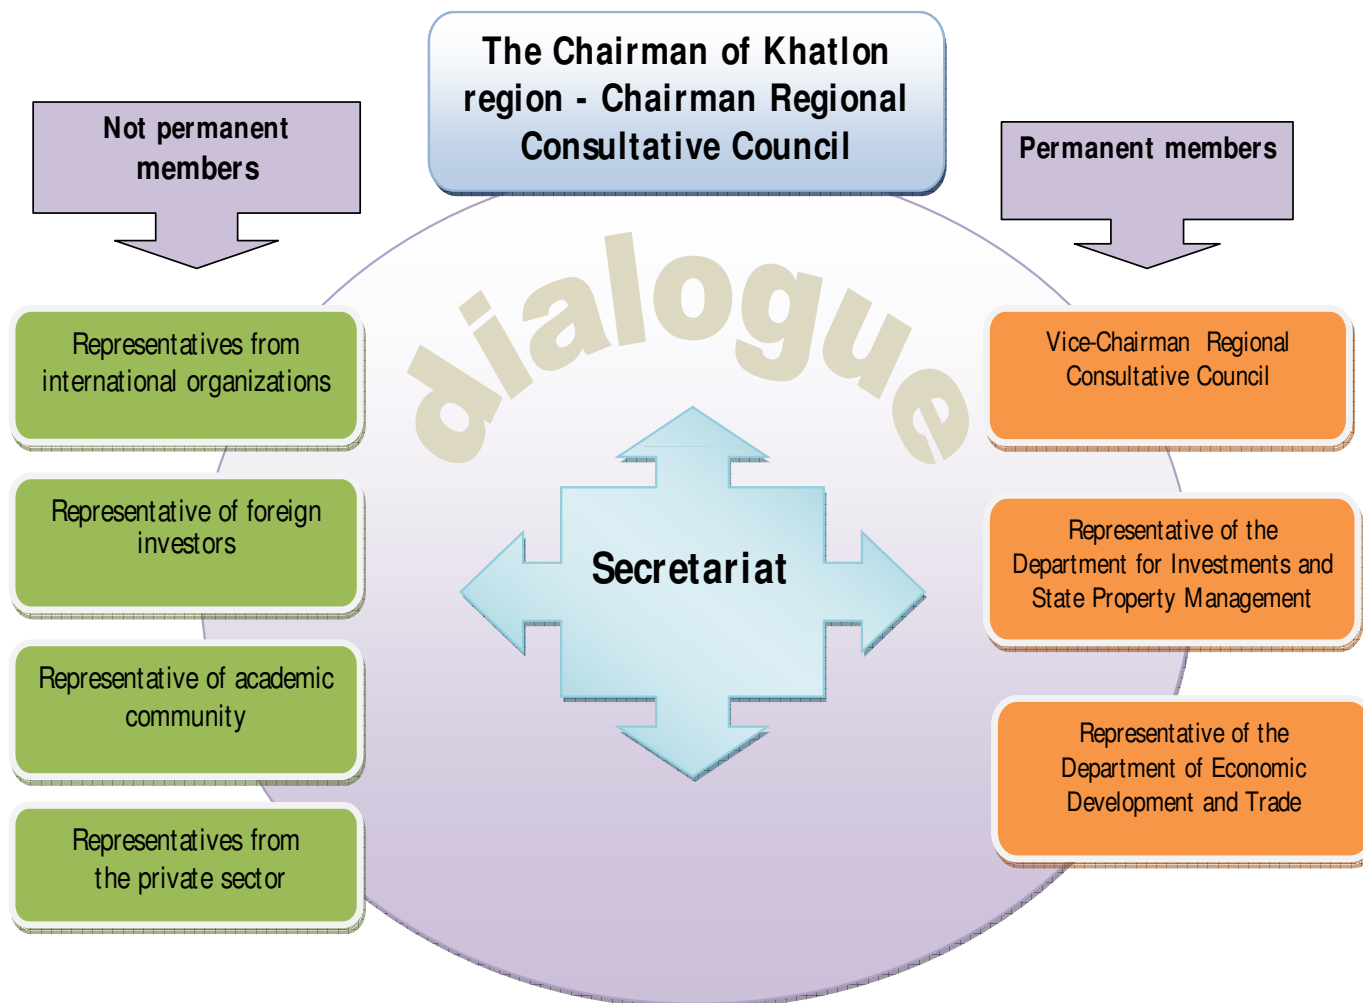 The Chairman of Khatlon
region - Chairman Regional
Consultative Council
Not permanent
members
Permanent members
dialogue
Representatives from
international organizations
Representative of foreign
investors
Representative of academic
community
Representatives from
the private sector
Secretariat
Vice-Chairman Regional
Consultative Council
Representative of the
Department for Investments and
State Property Management
Representative of the
Department of Economic
Development and Trade